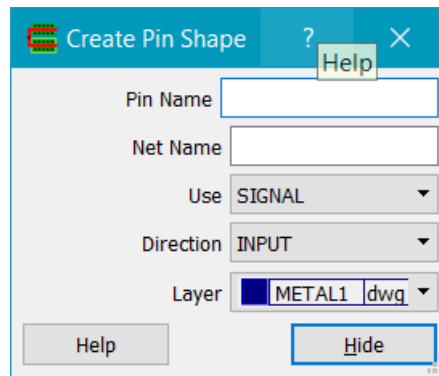 Create Pin Shape ?
Help
Pin Name
Net Name
Use SIGNAL
Direction INPUT
Layer METAL1 dwg
Help Hide